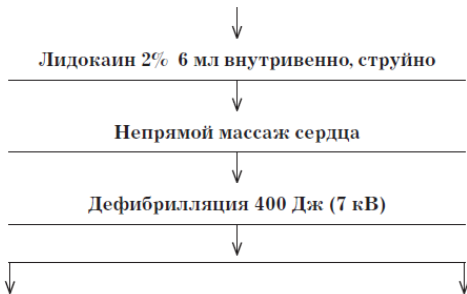 Лидокаин 2% 6 мл внутривенно, струйно
Непрямой массаж сердца
Дефибрилляция 400 Дж (7 кВ)